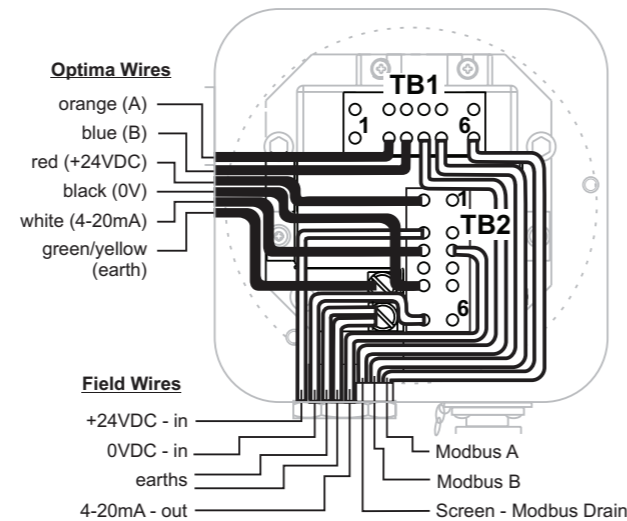 Optima Wires
orange (A)
blue (B)
red (+24VDC)
black (0V)
white (4-20mA)
green/yellow
(earth)
TB1
1
6
1
TB2
6
Field Wires
+24VDC - in
0VDC - in
earths
4-20mA - out
Modbus A
Modbus B
Screen - Modbus Drain